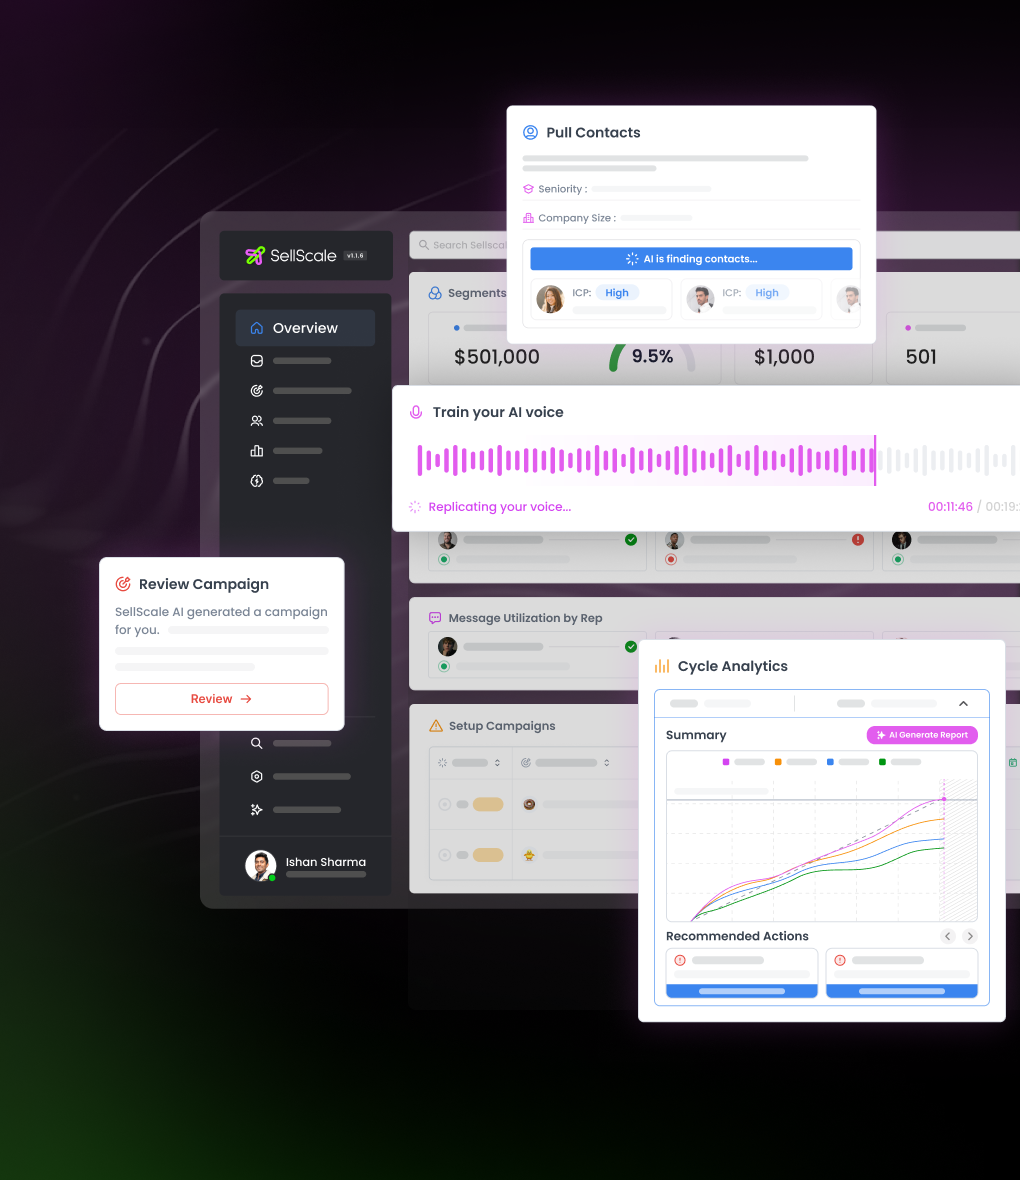 Pull Contacts
Seniority :
Company Size :
AI is finding contacts...
ICP: High
ICP: High
SellScale v1.1.6
Search Sellsc
Overview
Segments
$501,000
9.5%
$1,000
501
Train your AI voice
Replicating your voice...
00:11:46 / 00:19:
Review Campaign
SellScale AI generated a campaign
for you.
Review
Message Utilization by Rep
Cycle Analytics
Summary
AI Generate Report
Setup Campaigns
Recommended Actions
Ishan Sharma